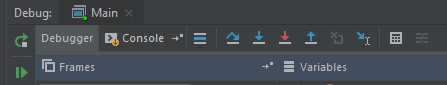 Debug: Main
Debugger Console
Frames Variables